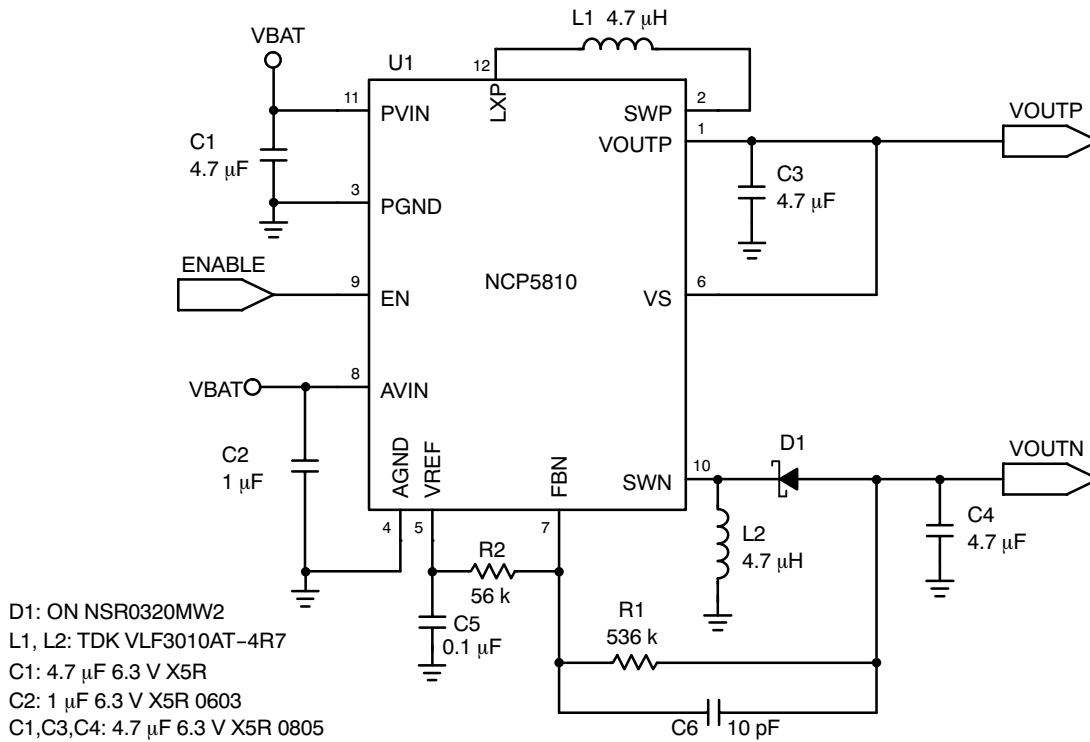 L1 4.7 μH
VBAT
U1
12
LXP
11
PVIN
SWP
2
VOUTP
1
VOUTP
C1
4.7 μF
C3
4.7 μF
3
PGND
ENABLE
9
EN
NCP5810
VS
6
VBAT
8
AVIN
C2
1 μF
AGND
VREF
FBN
SWN
10
D1
VOUTN
4
5
7
R2
56 k
L2
4.7 μH
C4
4.7 μF
C5
0.1 μF
R1
536 k
C6
10 pF
D1: ON NSR0320MW2
L1, L2: TDK VLF3010AT−4R7
C1: 4.7 μF 6.3 V X5R
C2: 1 μF 6.3 V X5R 0603
C1,C3,C4: 4.7 μF 6.3 V X5R 0805